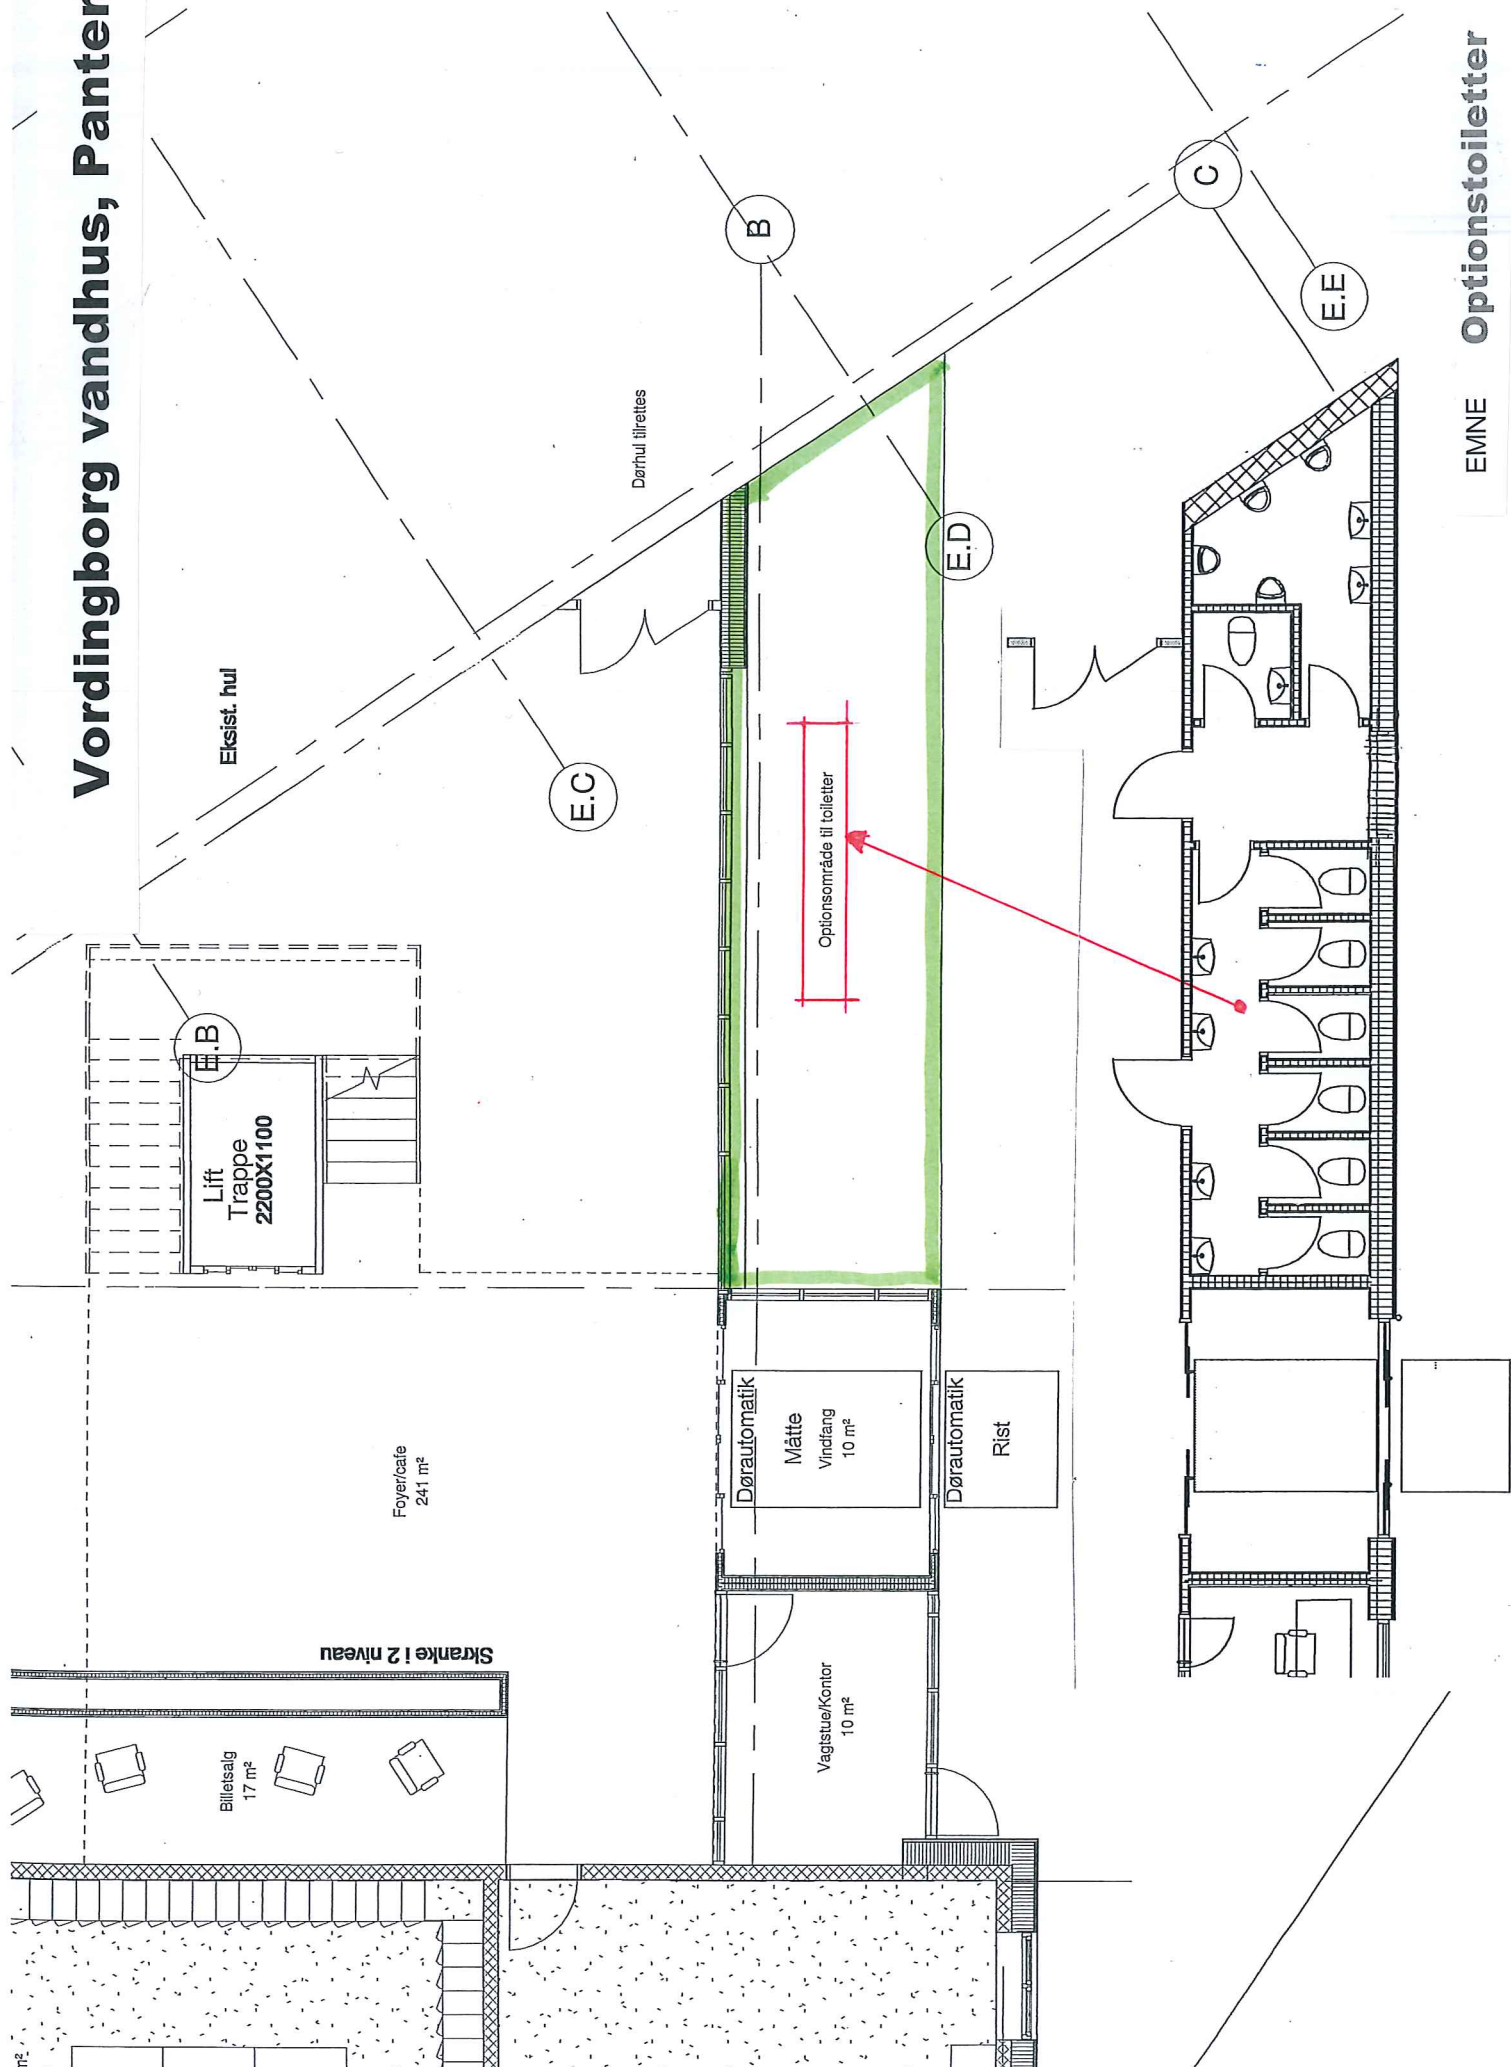 Vordingborg vandhus, Panter
Eksist. hul
Dørhul tilrettes
B
C
E.E
E.D
E.C
E.B
Lift
Trappe
2200X1100
Optionsområde til toiletter
Foyer/cafe
241 m²
Dørautomatik
Måtte
Vindfang
10 m²
Dørautomatik
Rist
Skranke i 2 niveau
Billetsalg
17 m²
Vagtstue/Kontor
10 m²
m²
EMNE Optionstoiletter